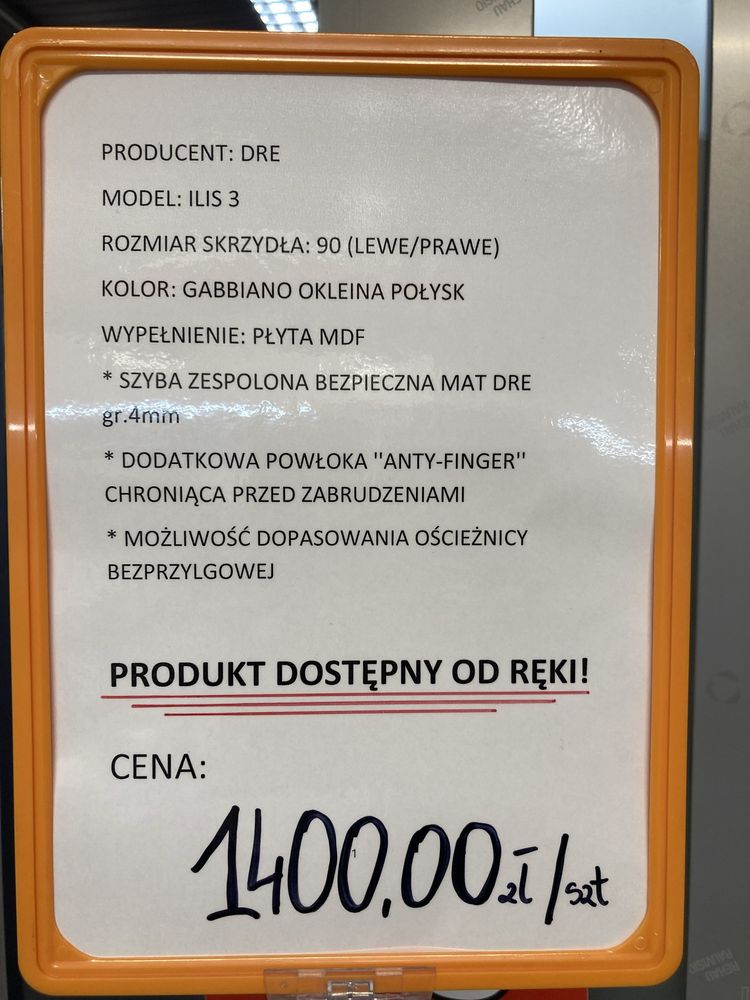 PRODUCENT: DRE
MODEL: ILIS 3
ROZMIAR SKRZYDŁA: 90 (LEWE/PRAWE)
KOLOR: GABBIANO OKLEINA POŁYSK
WYPEŁNIENIE: PŁYTA MDF
* SZYBA ZESPOLONA BEZPIECZNA MAT DRE
gr.4mm
* DODATKOWA POWŁOKA "ANTY-FINGER"
CHRONIĄCA PRZED ZABRUDZENIAMI
* MOŻLIWOŚĆ DOPASOWANIA OŚCIEŻNICY
BEZPRZYLGOWEJ
PRODUKT DOSTĘPNY OD RĘKI!
CENA:
1400,00 zł/szt
1